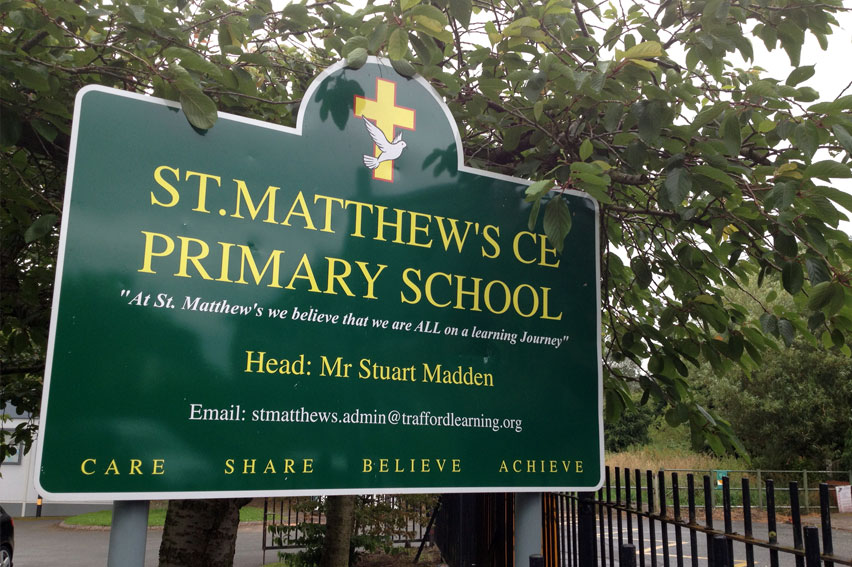 ST.MATTHEW'S CE
PRIMARY SCHOOL
"At St. Matthew's we believe that we are ALL on a learning Journey"
Head: Mr Stuart Madden
Email: stmatthews.admin@traffordlearning.org
CARE SHARE BELIEVE ACHIEVE